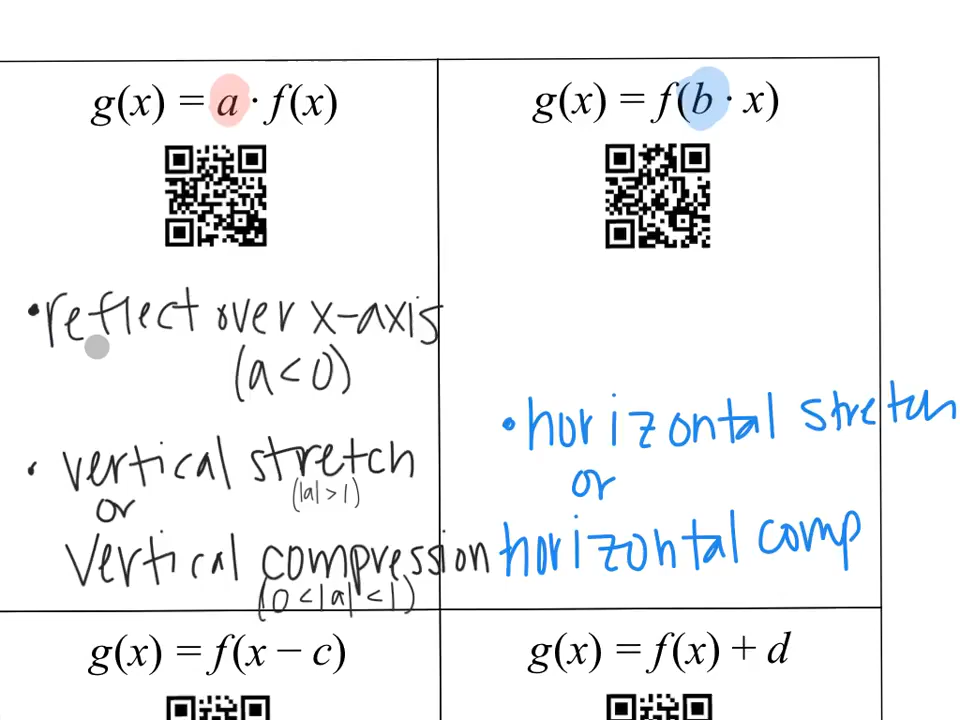 g(x) = a · f(x)
• reflect over x-axis
(a < 0)
• vertical stretch
(|a| > 1)
or
vertical compression
(0 < |a| < 1)
g(x) = f(b · x)
• horizontal stretch
or
horizontal comp
g(x) = f(x − c)
g(x) = f(x) + d